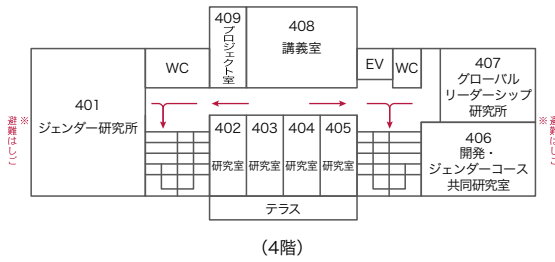 409
プロジェクト室
408
講義室
WC
EV
WC
401
ジェンダー研究所
407
グローバル
リーダーシップ
研究所
※
避難はしご
402
403
404
405
研究室
研究室
研究室
研究室
406
開発・
ジェンダーコース
共同研究室
※
避難はしご
テラス
（4階）